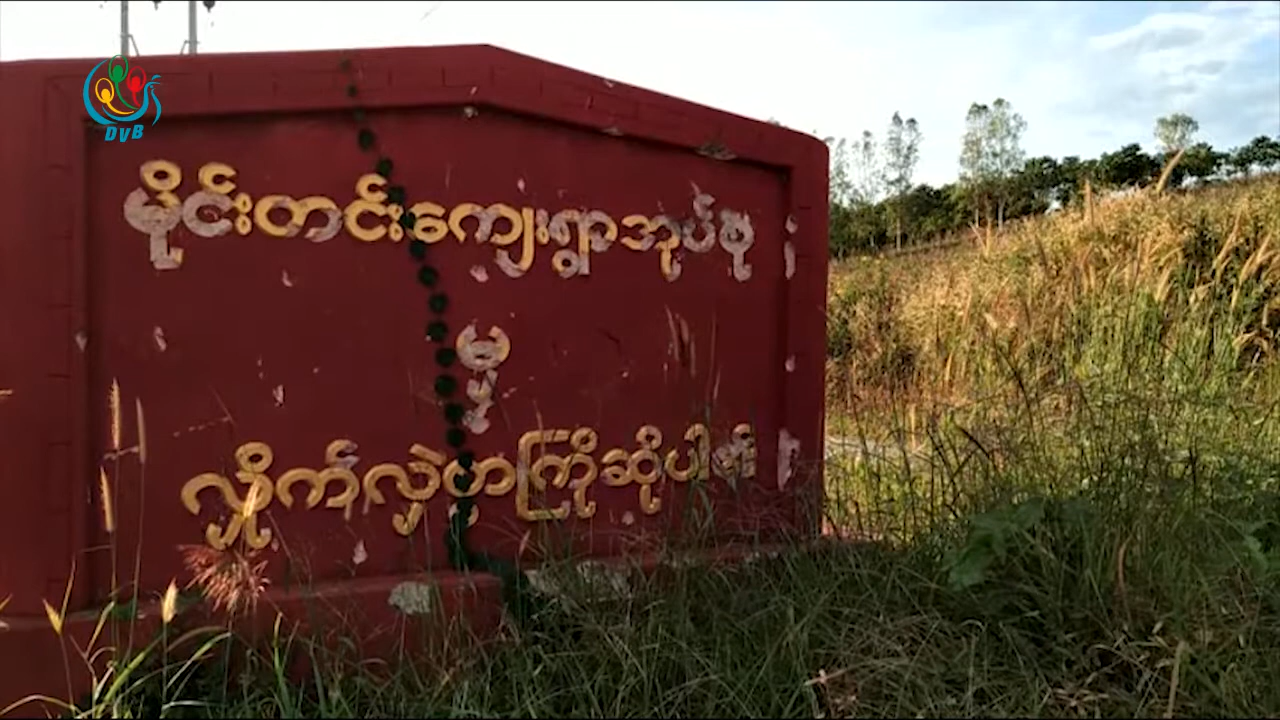 DVB
မိုင်းတင်းကျေးရွာအုပ်စု
မှ
လှိုက်လှဲစွာကြိုဆိုပါ၏